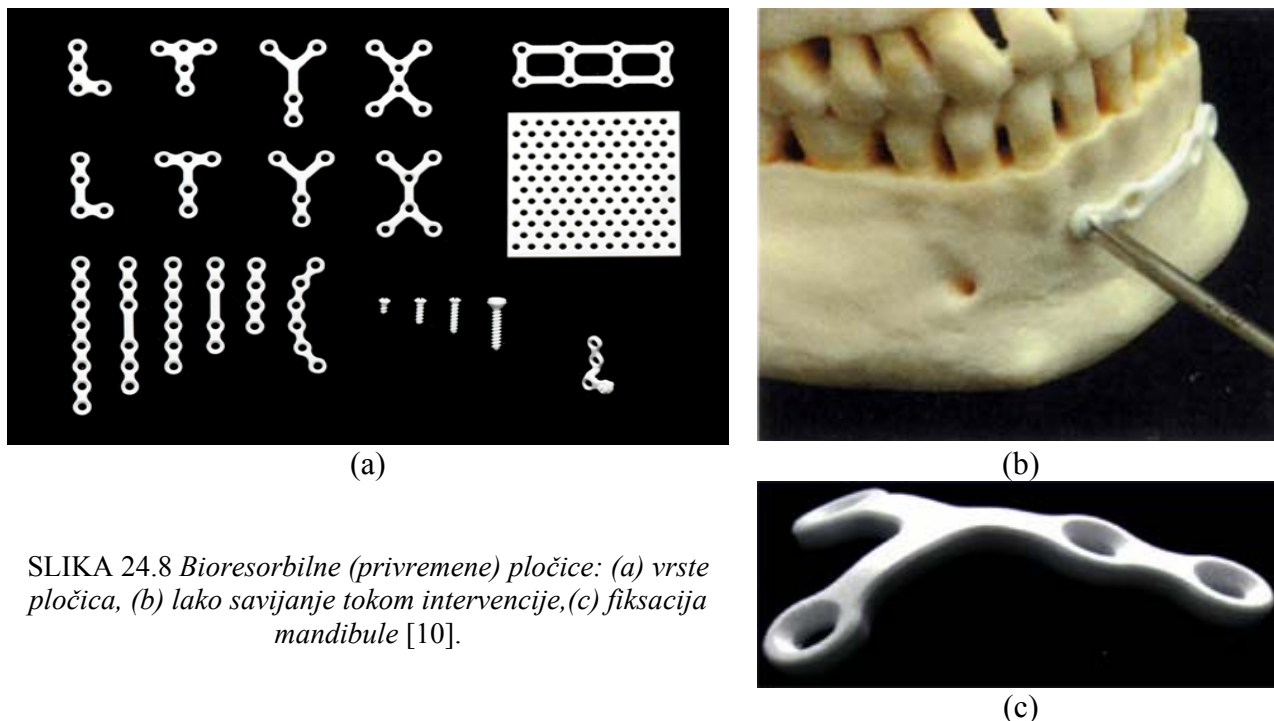 (a)
(b)
SLIKA 24.8 Bioresorbilne (privremene) pločice: (a) vrste
pločica, (b) lako savijanje tokom intervencije,(c) fiksacija
mandibule [10].
(c)